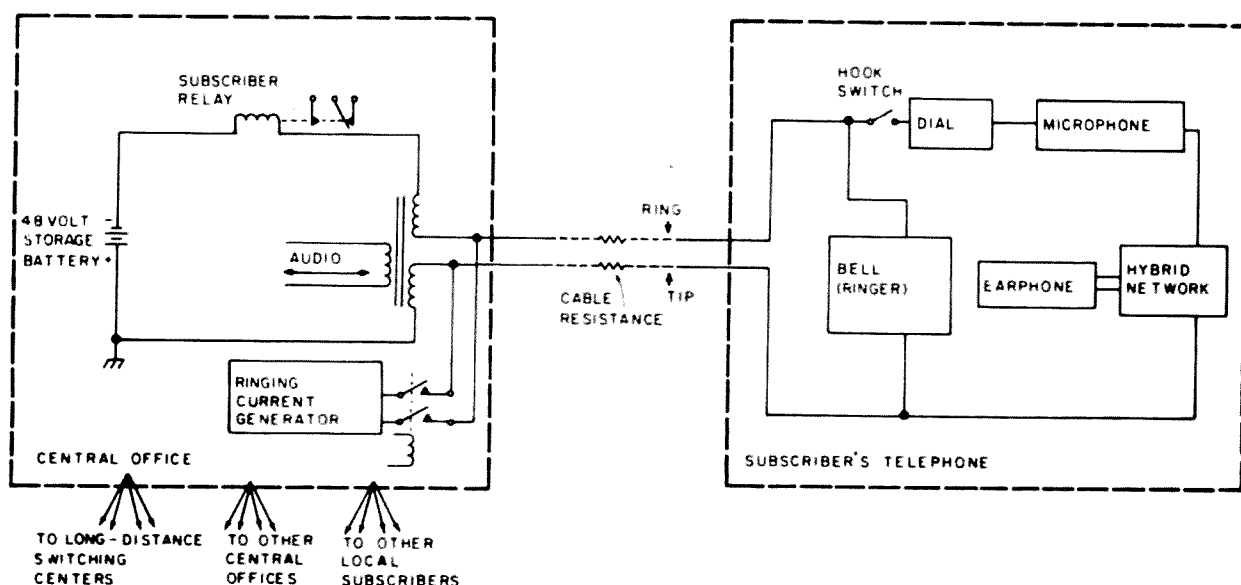 SUBSCRIBER
RELAY
48 VOLT -
STORAGE
BATTERY +
AUDIO
RINGING
CURRENT
GENERATOR
CENTRAL OFFICE
TO LONG-DISTANCE
SWITCHING
CENTERS
TO OTHER
CENTRAL
OFFICES
TO OTHER
LOCAL
SUBSCRIBERS
RING
TIP
CABLE
RESISTANCE
HOOK
SWITCH
DIAL
MICROPHONE
BELL
(RINGER)
EARPHONE
HYBRID
NETWORK
SUBSCRIBER'S TELEPHONE